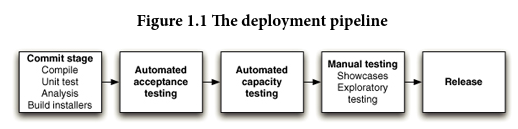 Figure 1.1 The deployment pipeline
Commit stage
Compile
Unit test
Analysis
Build installers
Automated
acceptance
testing
Automated
capacity
testing
Manual testing
Showcases
Exploratory
testing
Release